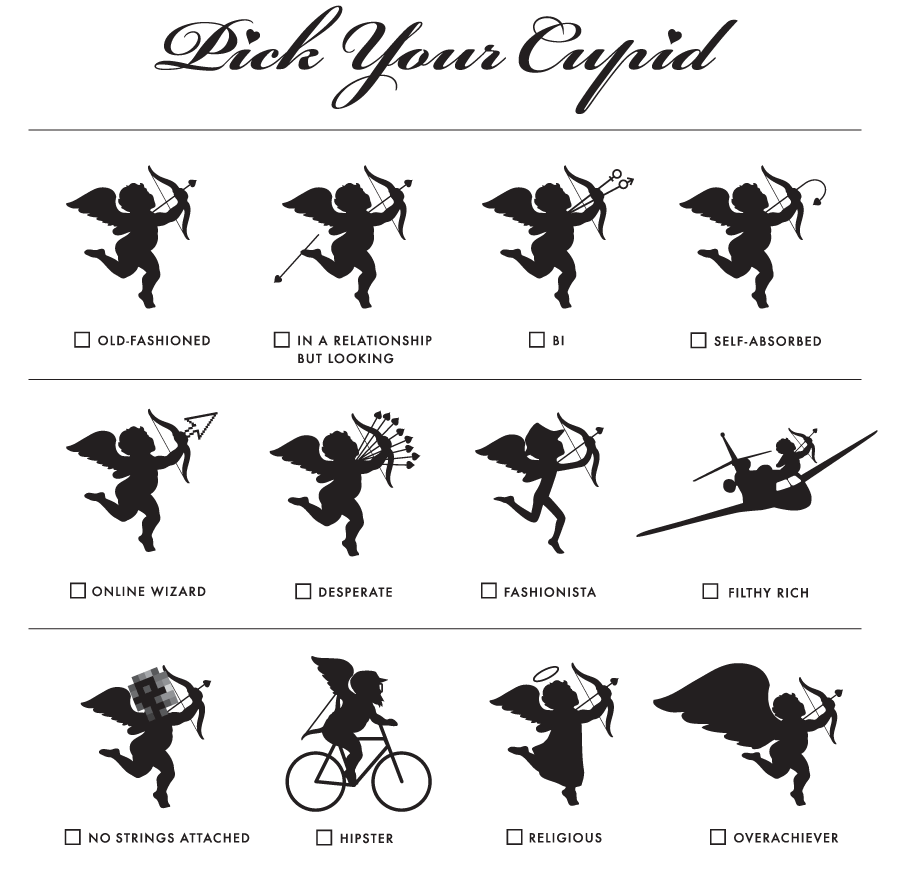 Pick Your Cupid
OLD-FASHIONED
IN A RELATIONSHIP
BUT LOOKING
BI
SELF-ABSORBED
ONLINE WIZARD
DESPERATE
FASHIONISTA
FILTHY RICH
NO STRINGS ATTACHED
HIPSTER
RELIGIOUS
OVERACHIEVER